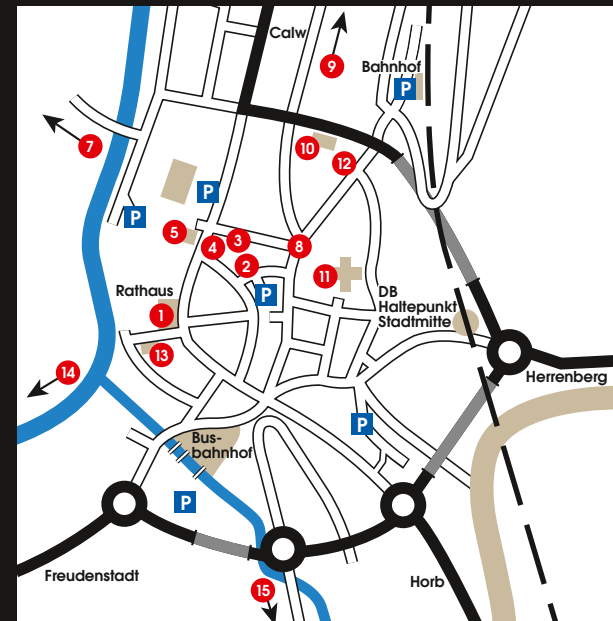 Calw
9
Bahnhof
P
7
10
12
P
P
5
4
3
8
2
11
P
Rathaus
1
DB
Haltepunkt
Stadtmitte
13
14
Herrenberg
P
Bus-
bahnhof
P
Freudenstadt
15
Horb